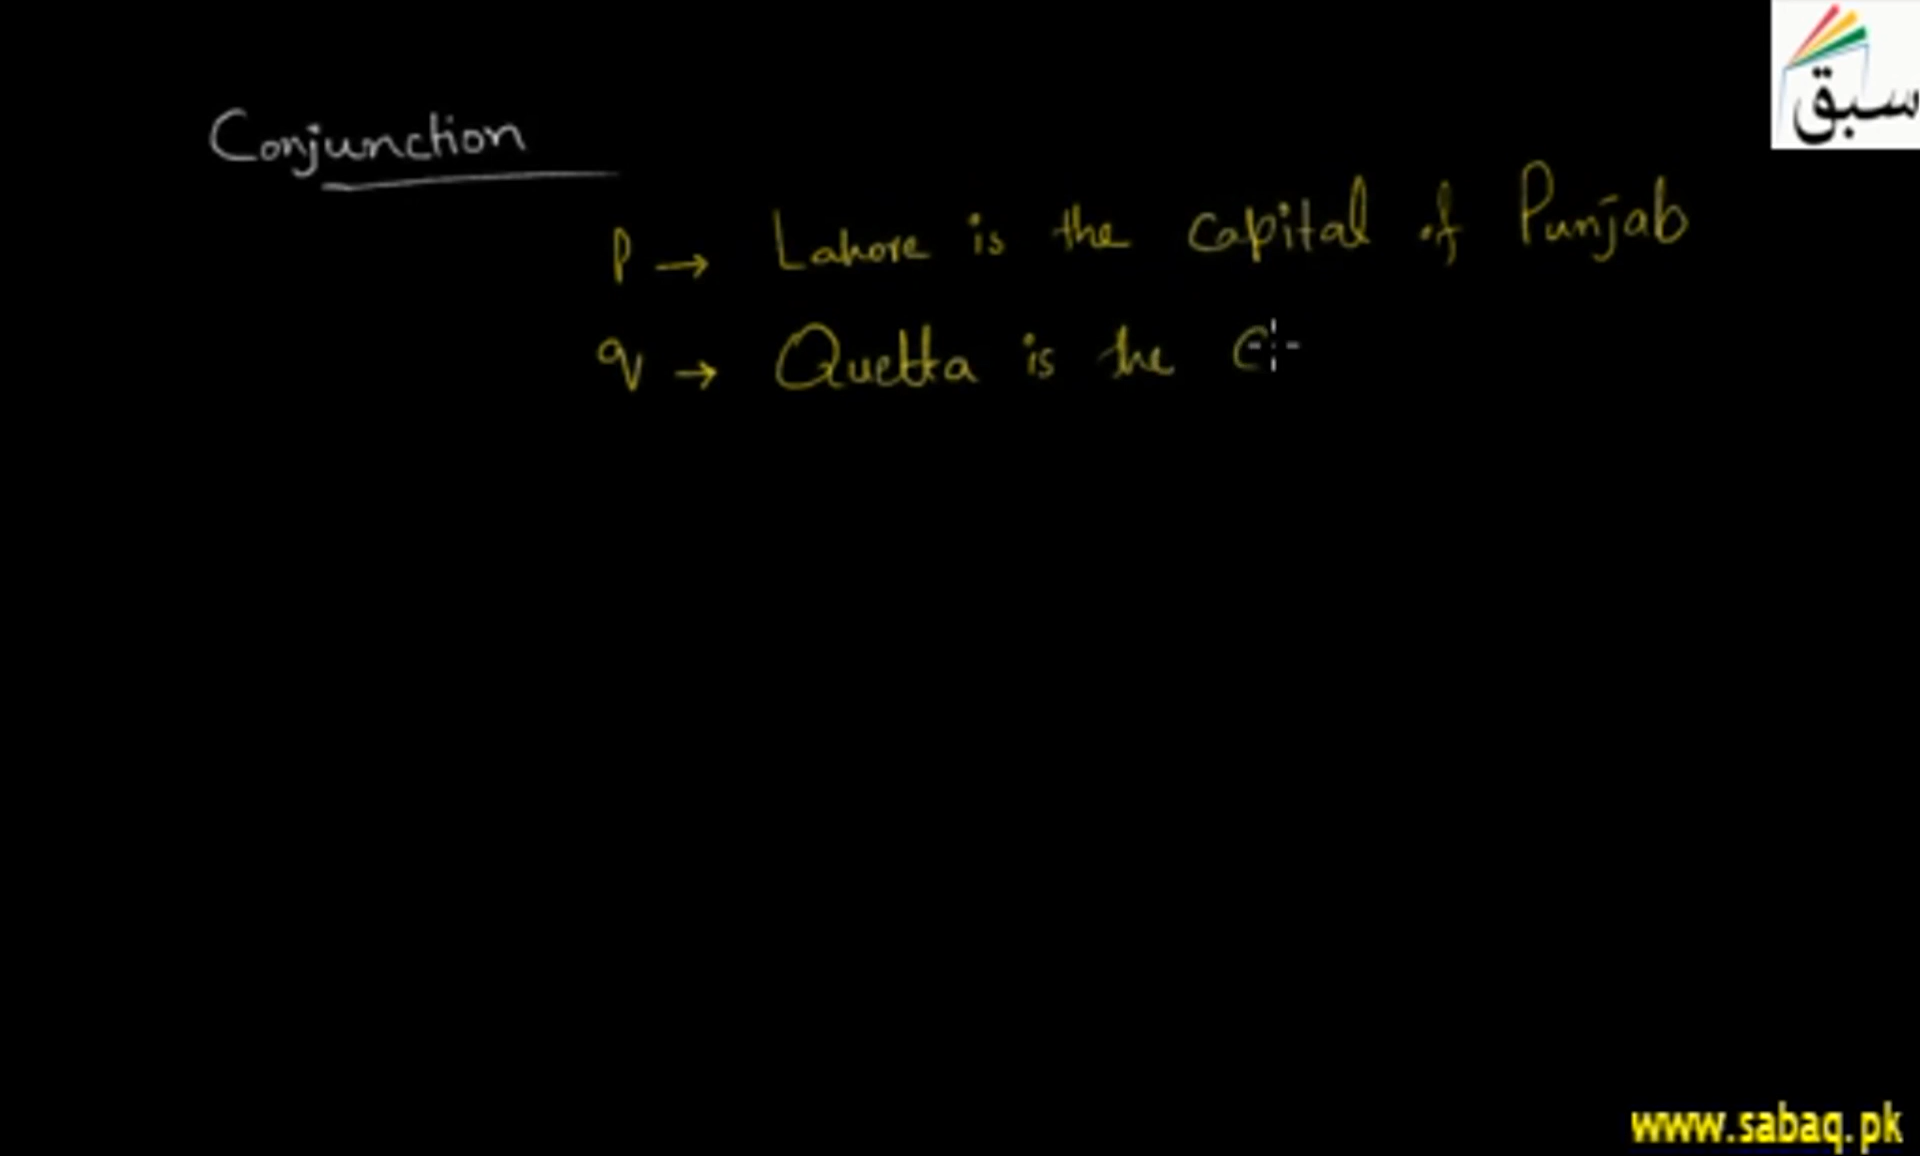 سبق
Conjunction
p → Lahore is the capital of Punjab
q → Quetta is the C
www.sabaq.pk